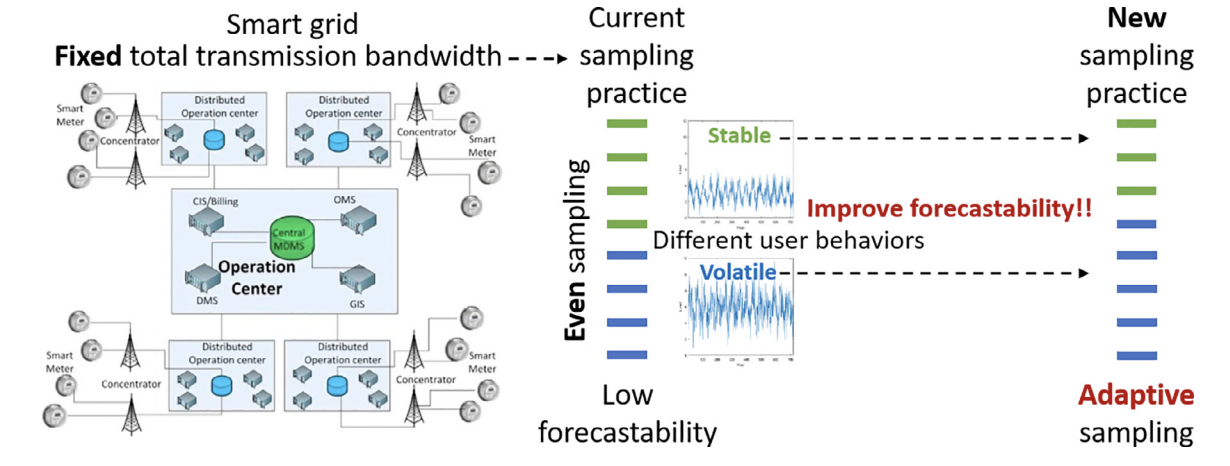 Smart grid
Fixed total transmission bandwidth
Current
sampling
practice
New
sampling
practice
Smart
Meter
Concentrator
Distributed
Operation center
Distributed
Operation center
Concentrator
Smart
Meter
CIS/Billing
OMS
Central
MDMS
Operation
Center
DMS
GIS
Smart
Meter
Concentrator
Distributed
Operation center
Distributed
Operation center
Concentrator
Smart
Meter
Even sampling
Stable
Improve forecastability!!
Different user behaviors
Volatile
Low
forecastability
Adaptive
sampling